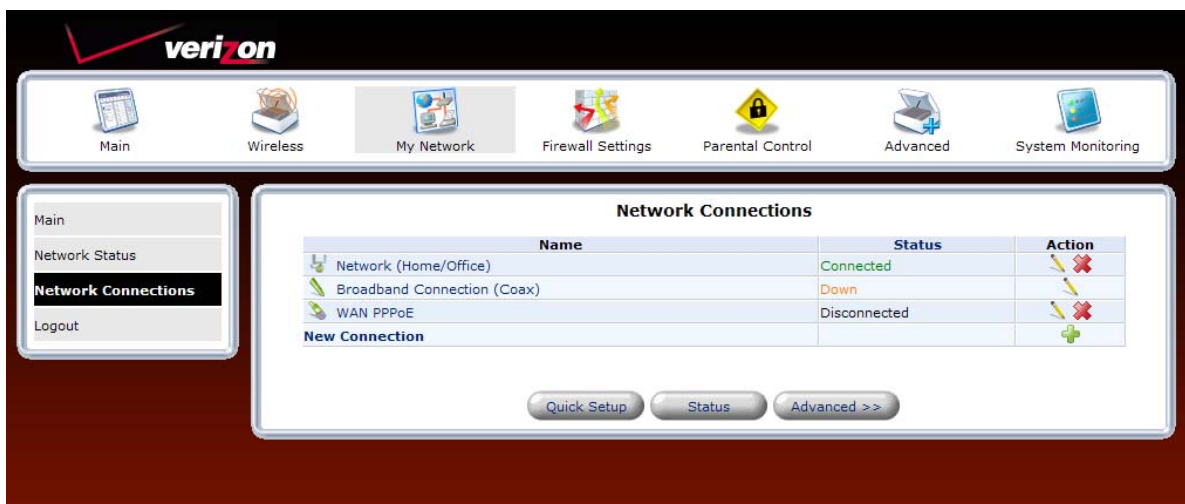 verizon
Main Wireless My Network Firewall Settings Parental Control Advanced System Monitoring
Main
Network Status
Network Connections
Logout
Network Connections
Name Status Action
Network (Home/Office) Connected
Broadband Connection (Coax) Down
WAN PPPoE Disconnected
New Connection
Quick Setup Status Advanced >>